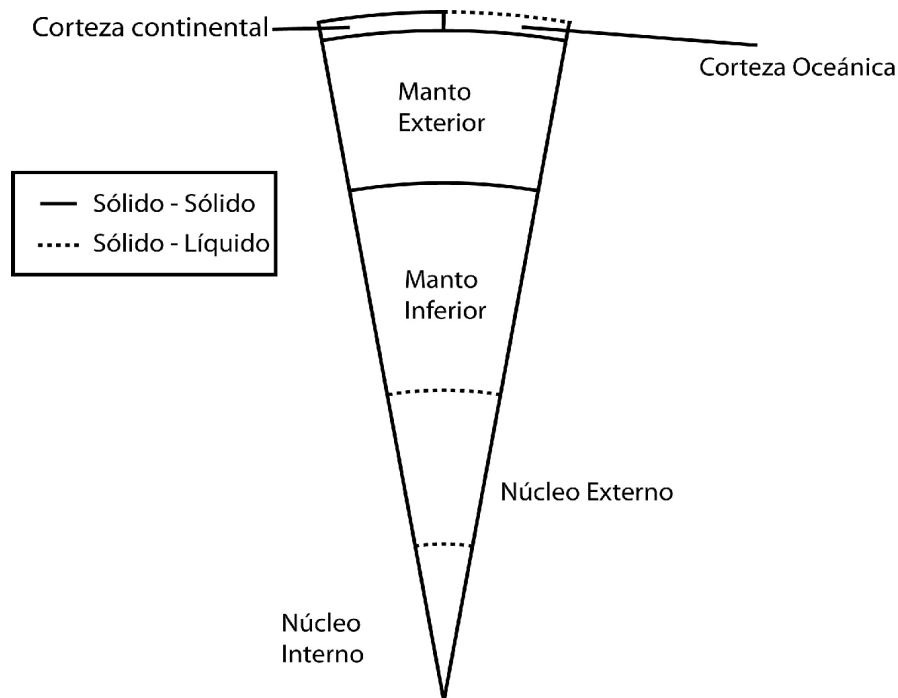 Corteza continental
Corteza Oceánica
Manto
Exterior
Sólido - Sólido
Sólido - Líquido
Manto
Inferior
Núcleo Externo
Núcleo
Interno